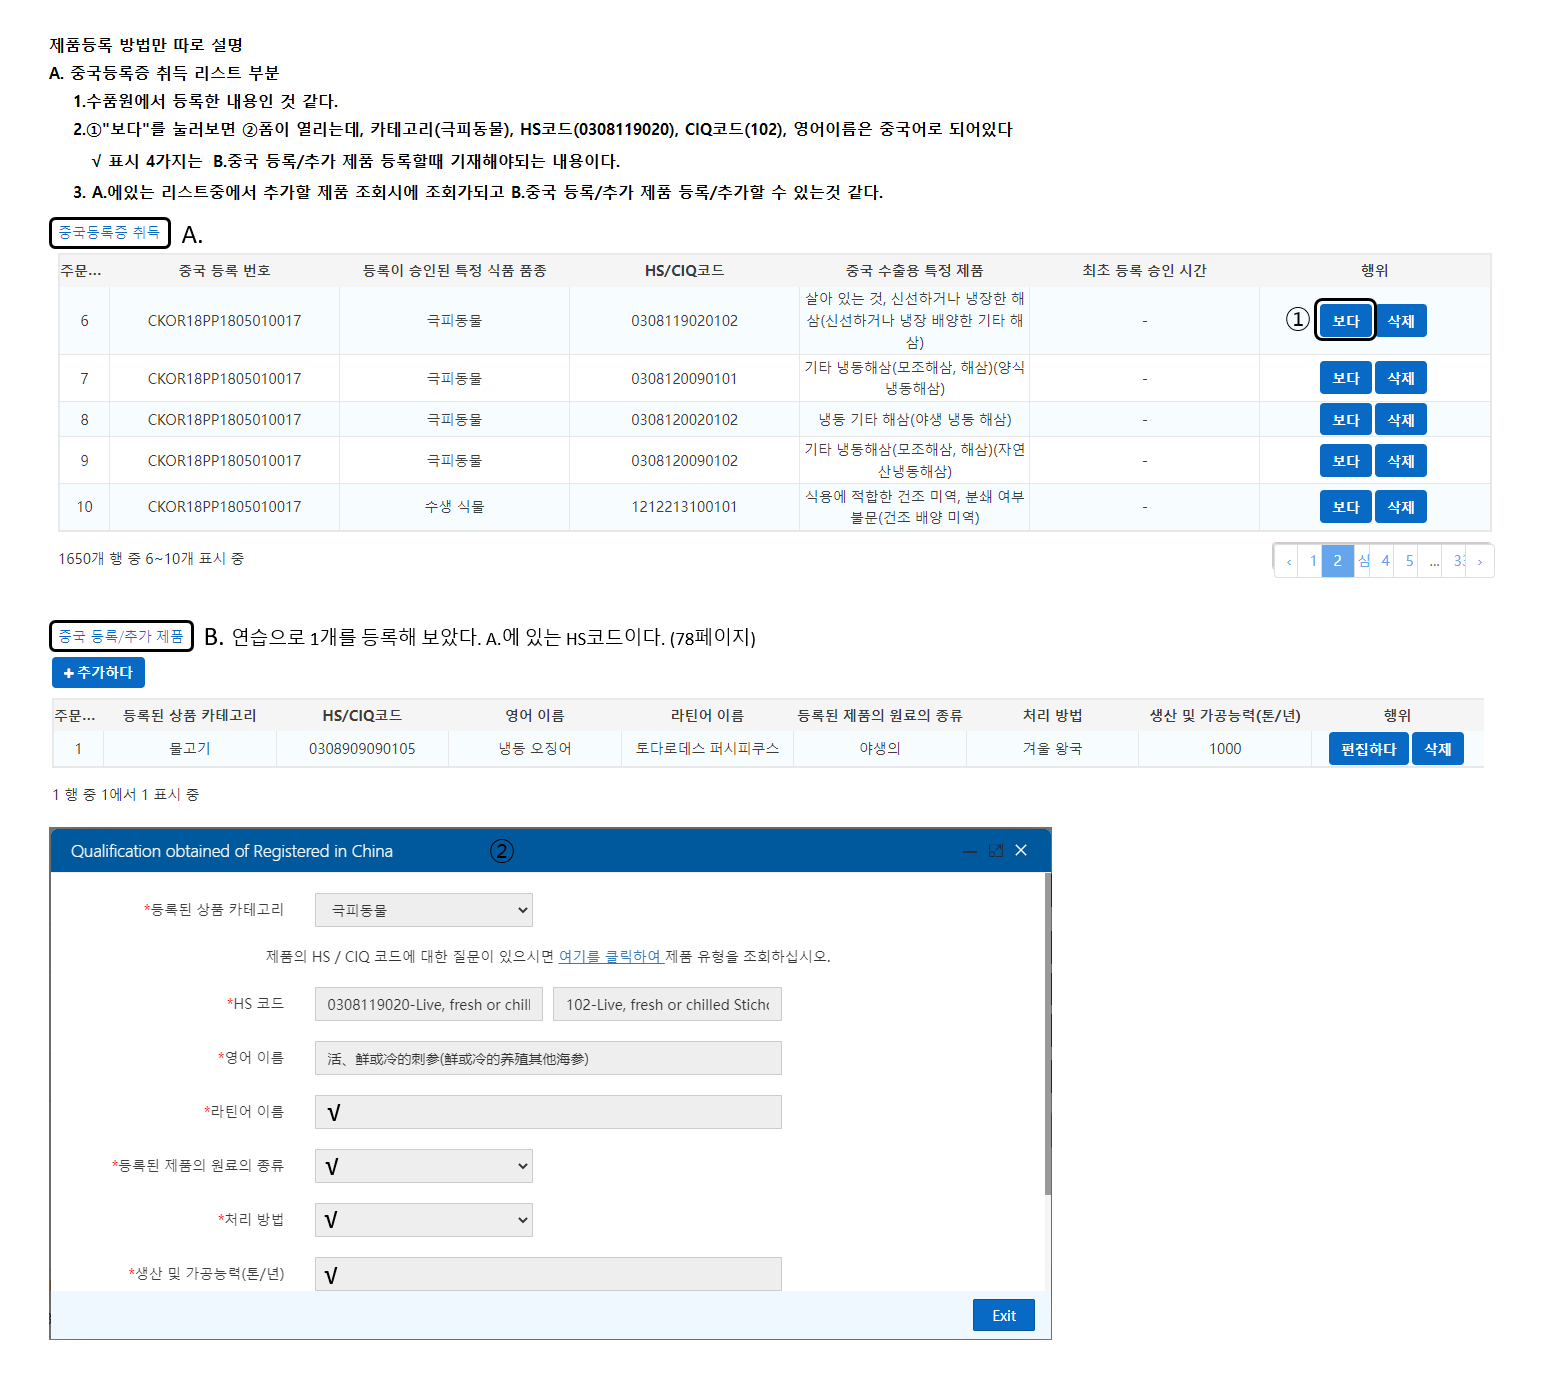 제품등록 방법만 따로 설명
A. 중국등록증 취득 리스트 부분
1.수품원에서 등록한 내용인 것 같다.
2.①"보다"를 눌러보면 ②폼이 열리는데, 카테고리(극피동물), HS코드(0308119020), CIQ코드(102), 영어이름은 중국어로 되어있다
√ 표시 4가지는 B.중국 등록/추가 제품 등록할때 기재해야되는 내용이다.
3. A.에있는 리스트중에서 추가할 제품 조회시에 조회가되고 B.중국 등록/추가 제품 등록/추가할 수 있는것 같다.
중국등록증 취득 A.
주문... 중국 등록 번호 등록이 승인된 특정 식품 품종 HS/CIQ코드 중국 수출용 특정 제품 최초 등록 승인 시간 행위
살아 있는 것, 신선하거나 냉장한 해
6 CKOR18PP1805010017 극피동물 0308119020102 삼(신선하거나 냉장 배양한 기타 해 - ① 보다 삭제
삼)
기타 냉동해삼(모조해삼, 해삼)(양식
7 CKOR18PP1805010017 극피동물 0308120090101 - 보다 삭제
냉동해삼)
8 CKOR18PP1805010017 극피동물 0308120020102 냉동 기타 해삼(야생 냉동 해삼) - 보다 삭제
기타 냉동해삼(모조해삼, 해삼)(자연
9 CKOR18PP1805010017 극피동물 0308120090102 - 보다 삭제
산냉동해삼)
식용에 적합한 건조 미역, 분쇄 여부
10 CKOR18PP1805010017 수생 식물 1212213100101 - 보다 삭제
불문(건조 배양 미역)
1650개 행 중 6~10개 표시 중 ‹ 1 2 심 4 5 ... 33 ›
중국 등록/추가 제품 B. 연습으로 1개를 등록해 보았다. A.에 있는 HS코드이다. (78페이지)
+추가하다
주문... 등록된 상품 카테고리 HS/CIQ코드 영어 이름 라틴어 이름 등록된 제품의 원료의 종류 처리 방법 생산 및 가공능력(톤/년) 행위
1 물고기 0308909090105 냉동 오징어 토다로데스 퍼시피쿠스 야생의 겨울 왕국 1000 편집하다 삭제
1 행 중 1에서 1 표시 중
Qualification obtained of Registered in China ②
*등록된 상품 카테고리 극피동물
제품의 HS / CIQ 코드에 대한 질문이 있으시면 여기를 클릭하여 제품 유형을 조회하십시오.
*HS 코드 0308119020-Live, fresh or chill 102-Live, fresh or chilled Stich
*영어 이름 活、鲜或冷的刺参(鲜或冷的养殖其他海参)
*라틴어 이름 √
*등록된 제품의 원료의 종류 √
*처리 방법 √
*생산 및 가공능력(톤/년) √
Exit